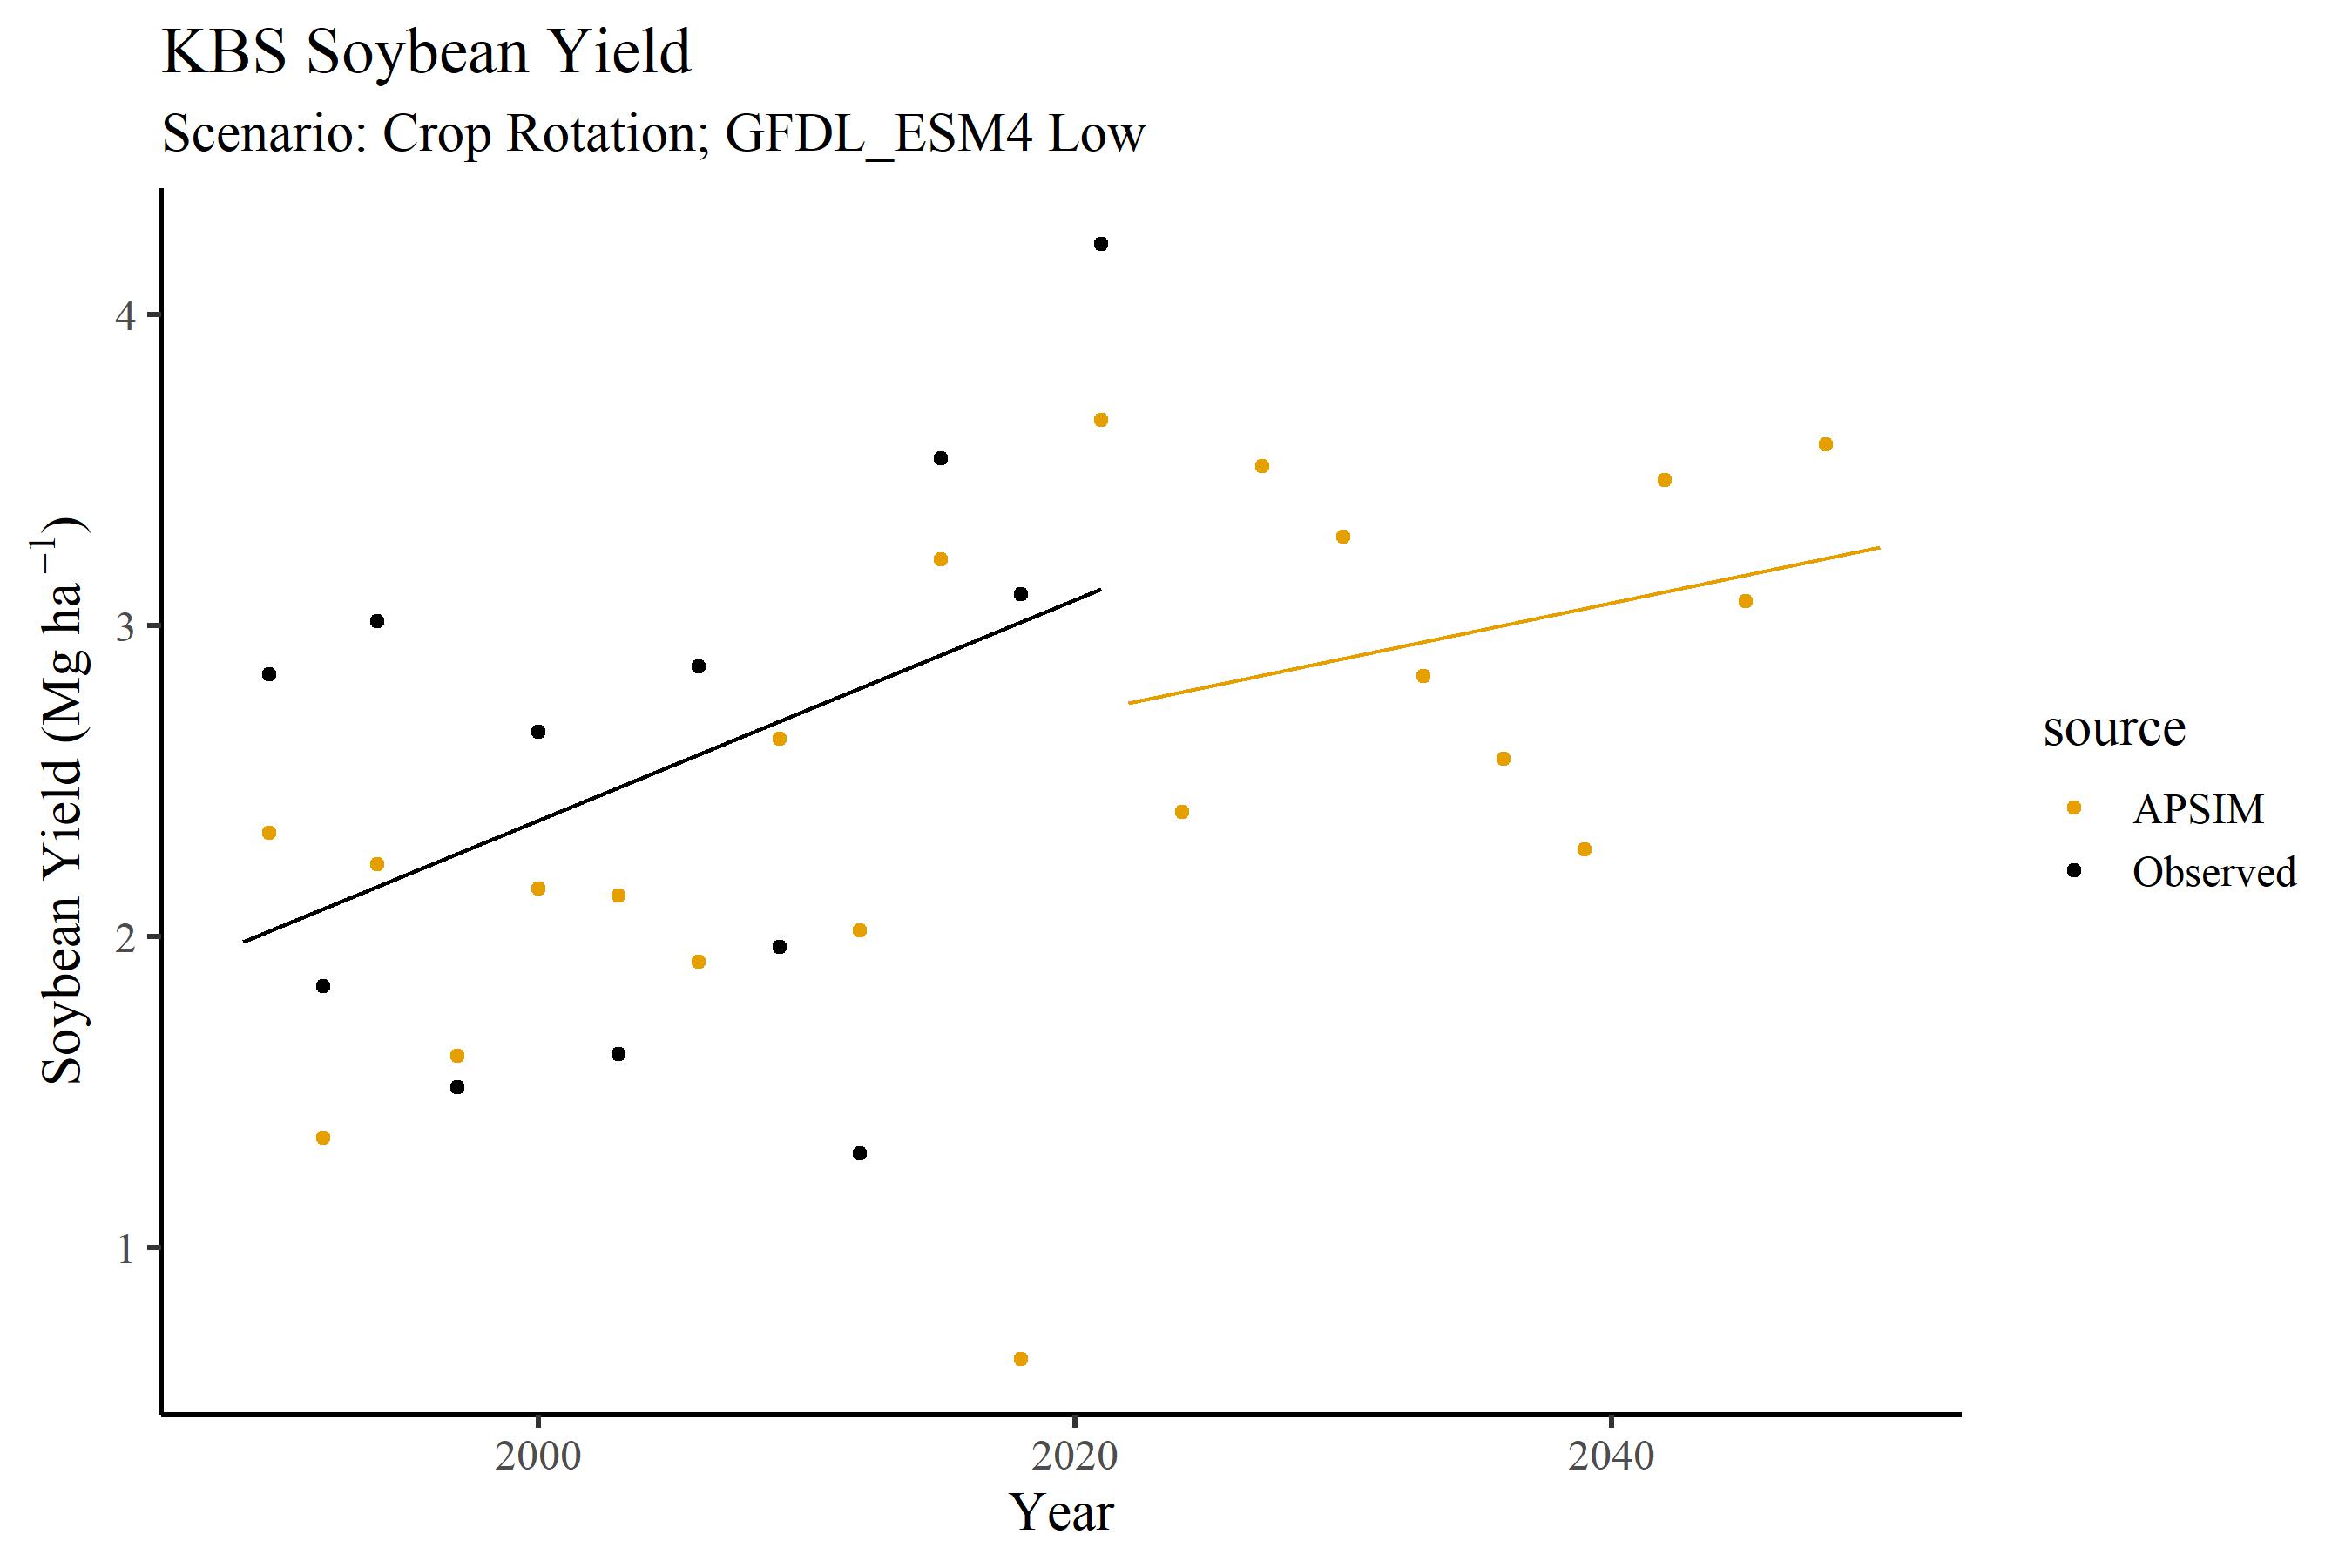 KBS Soybean Yield
Scenario: Crop Rotation; GFDL_ESM4 Low
Soybean Yield (Mg ha⁻¹)
4
3
2
1
2000
2020
2040
Year
source
APSIM
Observed